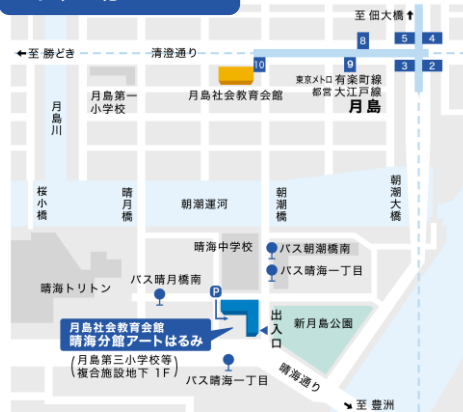 至 佃大橋
8
5
4
←至 勝どき
清澄通り
10
9
3
2
東京メトロ 有楽町線
都営 大江戸線
月島
月島第一
小学校
月島社会教育会館
月島川
桜小橋
晴月橋
朝潮運河
朝潮橋
朝潮大橋
晴海中学校
バス朝潮橋南
バス晴海一丁目
晴海トリトン
バス晴月橋南
P
月島社会教育会館
晴海分館アートはるみ
(月島第三小学校等
複合施設地下 1F)
出入口
新月島公園
バス晴海一丁目
晴海通り
至 豊洲